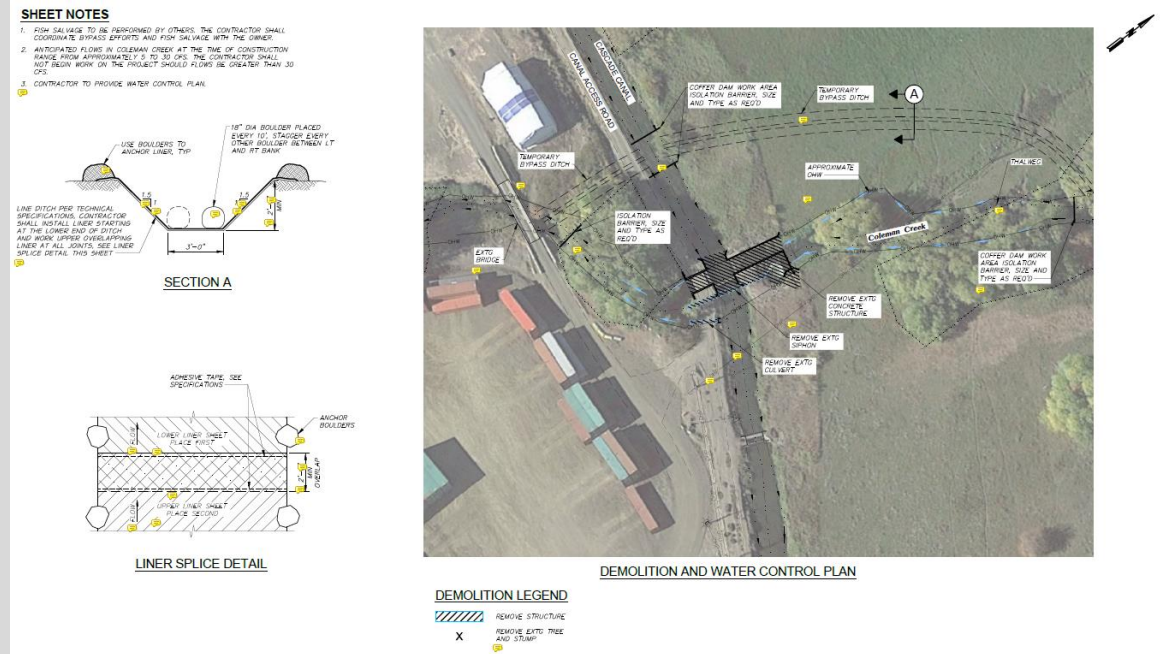 SHEET NOTES
1. FISH SALVAGE TO BE PERFORMED BY OTHERS. THE CONTRACTOR SHALL
COORDINATE BYPASS EFFORTS AND FISH SALVAGE WITH THE OWNER.
2. ANTICIPATED FLOWS IN COLEMAN CREEK AT THE TIME OF CONSTRUCTION
RANGE FROM APPROXIMATELY 5 TO 30 CFS. THE CONTRACTOR SHALL
NOT BEGIN WORK ON THE PROJECT SHOULD FLOWS BE GREATER THAN 30
CFS.
3. CONTRACTOR TO PROVIDE WATER CONTROL PLAN.
USE BOULDERS TO
ANCHOR LINER, TYP
18" DIA BOULDER PLACED
EVERY 10', STAGGER EVERY
OTHER BOULDER BETWEEN LT
AND RT BANK
1.5
1
1.5
1
MIN
LINE DITCH PER TECHNICAL
SPECIFICATIONS, CONTRACTOR
SHALL INSTALL LINER STARTING
AT THE LOWER END OF DITCH
AND WORK UPPER OVERLAPPING
LINER AT ALL JOINTS, SEE LINER
SPLICE DETAIL THIS SHEET
3'-0"
SECTION A
ADHESIVE TAPE, SEE
SPECIFICATIONS
ANCHOR
BOULDERS
FLOW
LOWER LINER SHEET
PLACE FIRST
MIN
OVERLAP
FLOW
UPPER LINER SHEET
PLACE SECOND
LINER SPLICE DETAIL
CASCADE CANAL
CANAL ACCESS ROAD
COFFER DAM WORK AREA
ISOLATION BARRIER, SIZE
AND TYPE AS REQ'D
TEMPORARY
BYPASS DITCH
A
TEMPORARY
BYPASS DITCH
APPROXIMATE
OHW
THALWEG
ISOLATION
BARRIER, SIZE
AND TYPE AS
REQ'D
Coleman Creek
EXTG
BRIDGE
COFFER DAM WORK
AREA ISOLATION
BARRIER, SIZE AND
TYPE AS REQ'D
REMOVE EXTG
CONCRETE
STRUCTURE
REMOVE EXTG
SIPHON
REMOVE EXTG
CULVERT
DEMOLITION AND WATER CONTROL PLAN
DEMOLITION LEGEND
REMOVE STRUCTURE
X
REMOVE EXTG TREE
AND STUMP